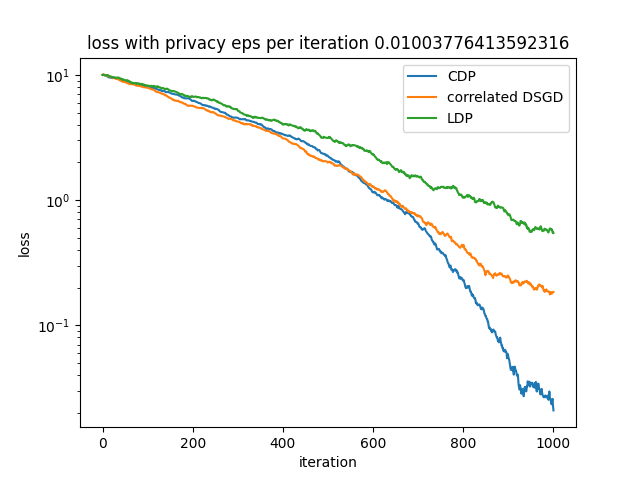 loss with privacy eps per iteration 0.01003776413592316
CDP
correlated DSGD
LDP
10¹
10⁰
10⁻¹
loss
0 200 400 600 800 1000
iteration